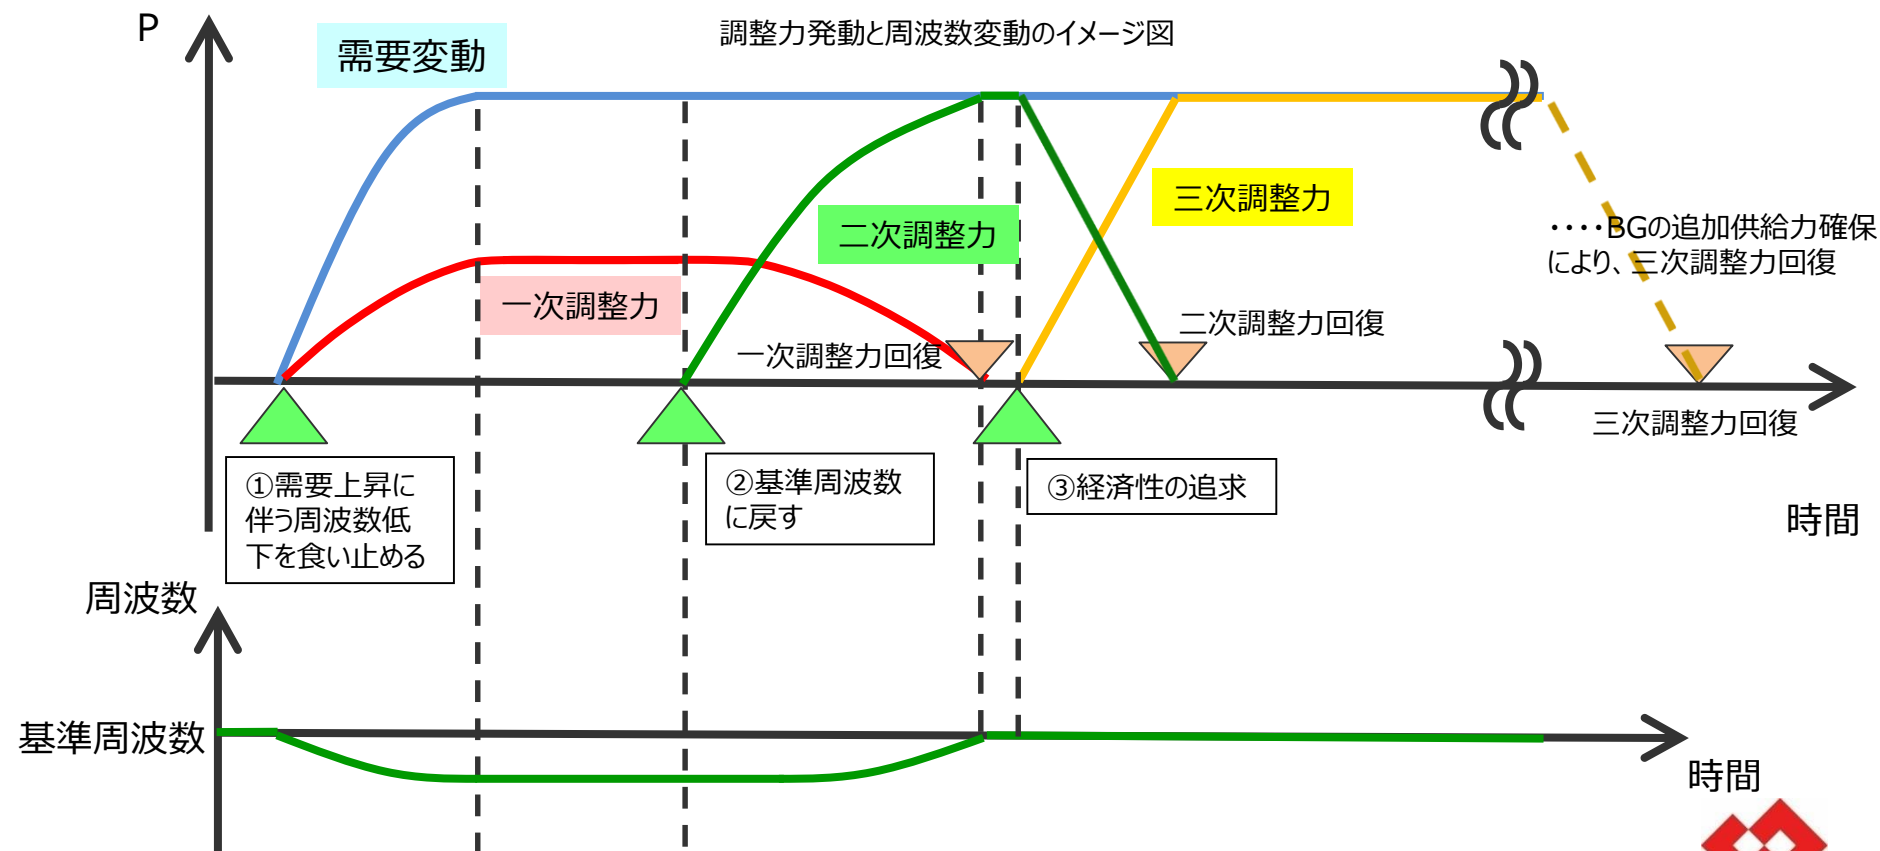 P
調整力発動と周波数変動のイメージ図
需要変動
三次調整力
二次調整力
・・・・BGの追加供給力確保
により、三次調整力回復
一次調整力
二次調整力回復
一次調整力回復
三次調整力回復
①需要上昇に
伴う周波数低
下を食い止める
②基準周波数
に戻す
③経済性の追求
時間
周波数
基準周波数
時間